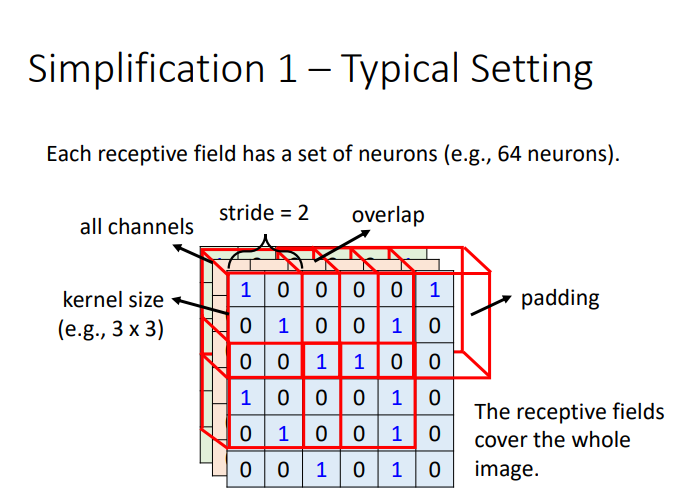 Simplification 1 – Typical Setting
Each receptive field has a set of neurons (e.g., 64 neurons).
all channels
stride = 2
overlap
kernel size
(e.g., 3 x 3)
padding
1 0 0 0 0 1
0 1 0 0 1 0
0 0 1 1 0 0
1 0 0 0 1 0
0 1 0 0 1 0
0 0 1 0 1 0
The receptive fields
cover the whole
image.